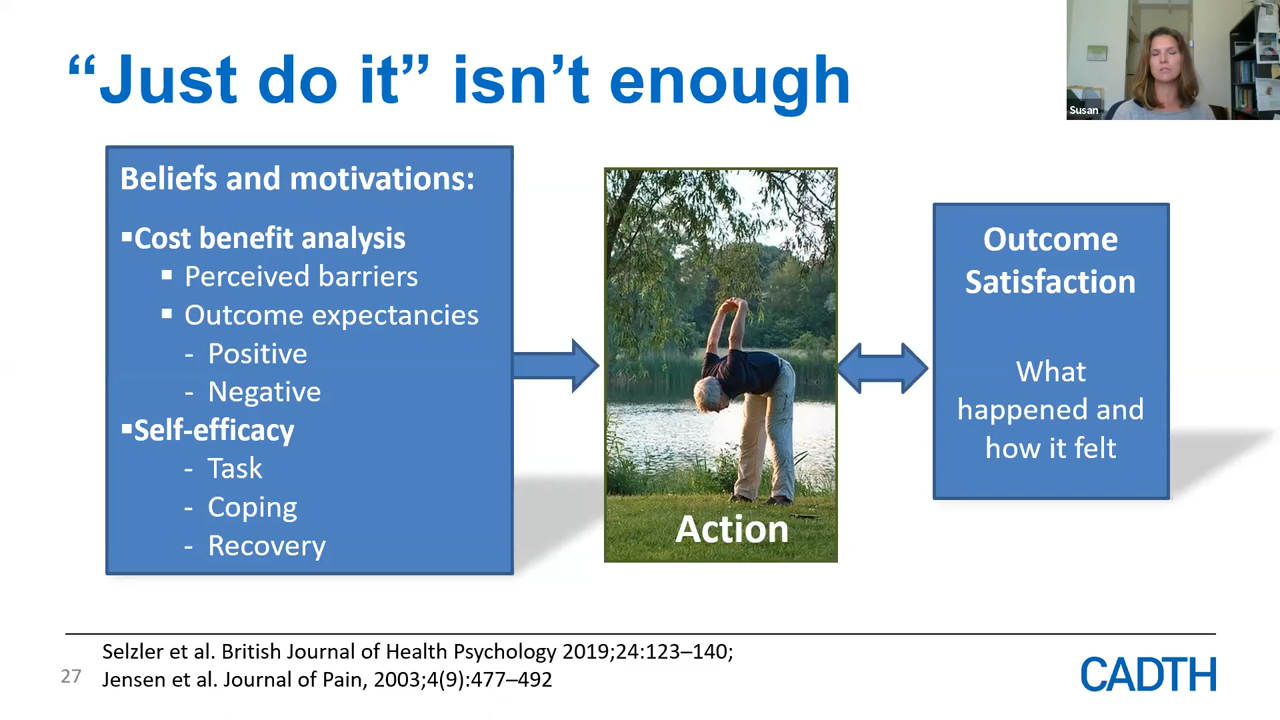 “Just do it” isn’t enough
Susan
Beliefs and motivations:
▪Cost benefit analysis
▪ Perceived barriers
▪ Outcome expectancies
- Positive
- Negative
▪Self-efficacy
- Task
- Coping
- Recovery
Action
Outcome
Satisfaction
What
happened and
how it felt
Selzler et al. British Journal of Health Psychology 2019;24:123–140;
Jensen et al. Journal of Pain, 2003;4(9):477–492
27
CADTH